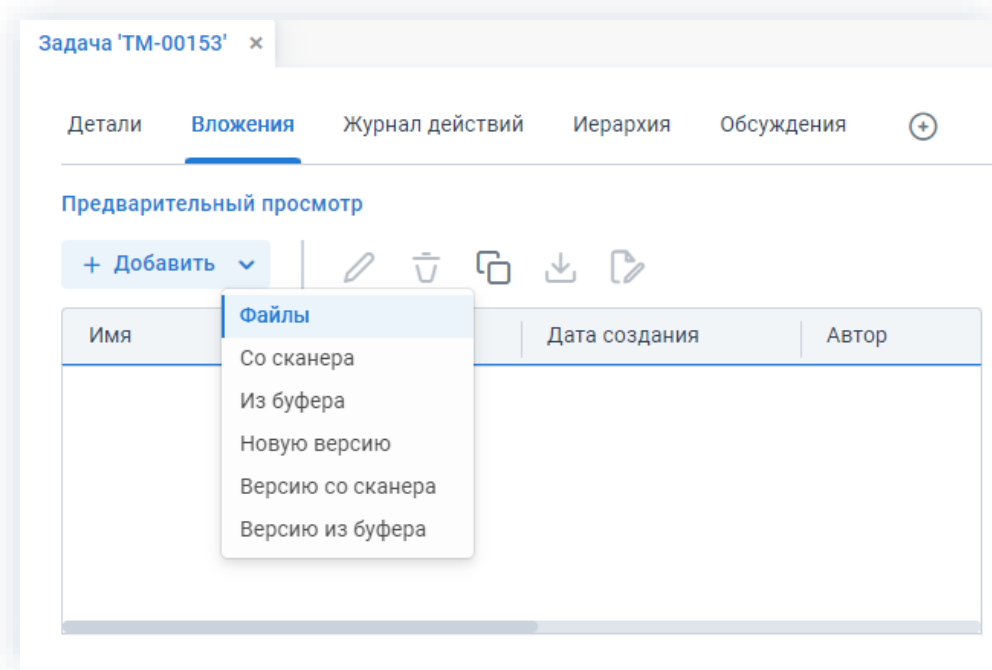 Задача 'ТМ-00153' ×
Детали Вложения Журнал действий Иерархия Обсуждения
Предварительный просмотр
+ Добавить
Имя Дата создания Автор
Файлы
Со сканера
Из буфера
Новую версию
Версию со сканера
Версию из буфера